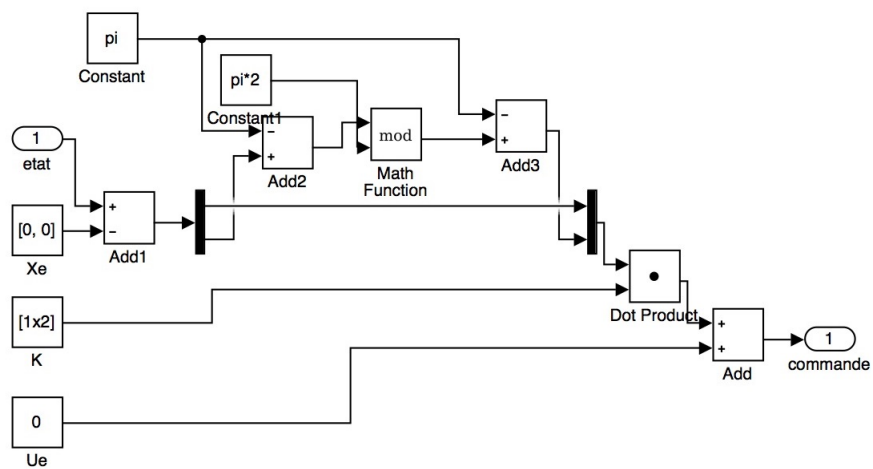 pi
Constant
pi*2
Constant1
1
etat
−
+
Add2
mod
Math
Function
−
+
Add3
[0, 0]
Xe
+
−
Add1
[1x2]
K
Dot Product
+
+
Add
1
commande
0
Ue